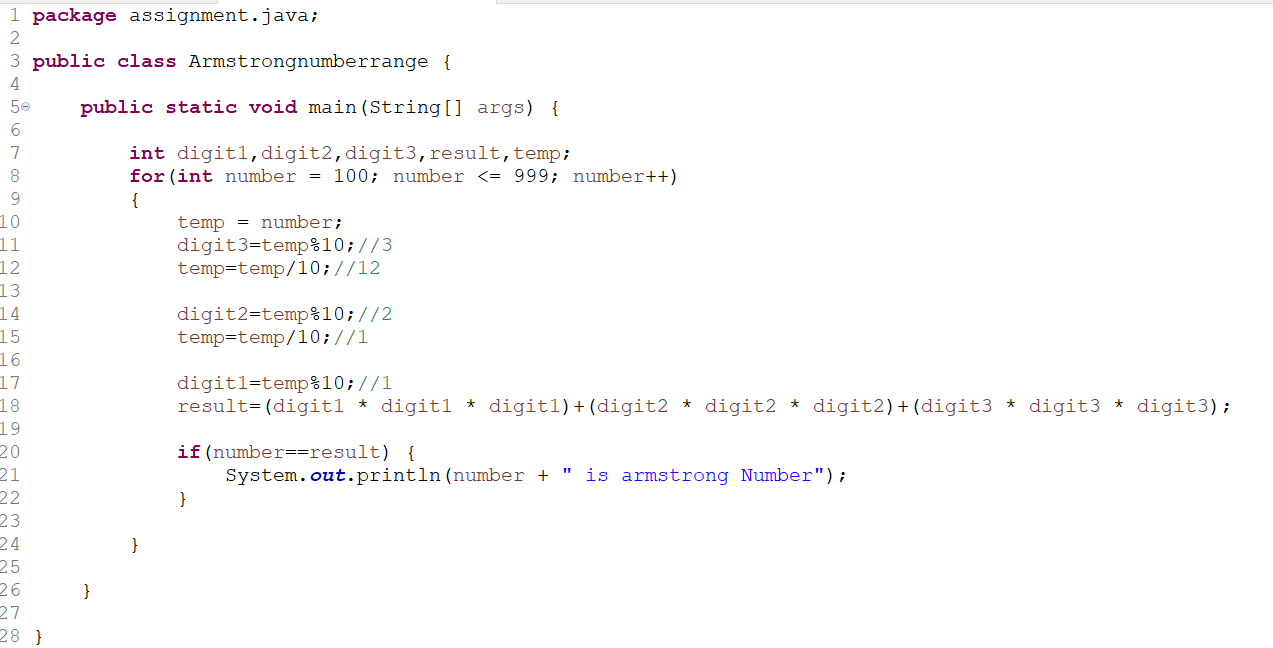 1 package assignment.java;
2
3 public class Armstrongnumberrange {
4
5 public static void main(String[] args) {
6
7 int digit1,digit2,digit3,result,temp;
8 for(int number = 100; number <= 999; number++)
9 {
10 temp = number;
11 digit3=temp%10;//3
12 temp=temp/10;//12
13
14 digit2=temp%10;//2
15 temp=temp/10;//1
16
17 digit1=temp%10;//1
18 result=(digit1 * digit1 * digit1)+(digit2 * digit2 * digit2)+(digit3 * digit3 * digit3);
19
20 if(number==result) {
21 System.out.println(number + " is armstrong Number");
22 }
23
24 }
25
26 }
27
28 }